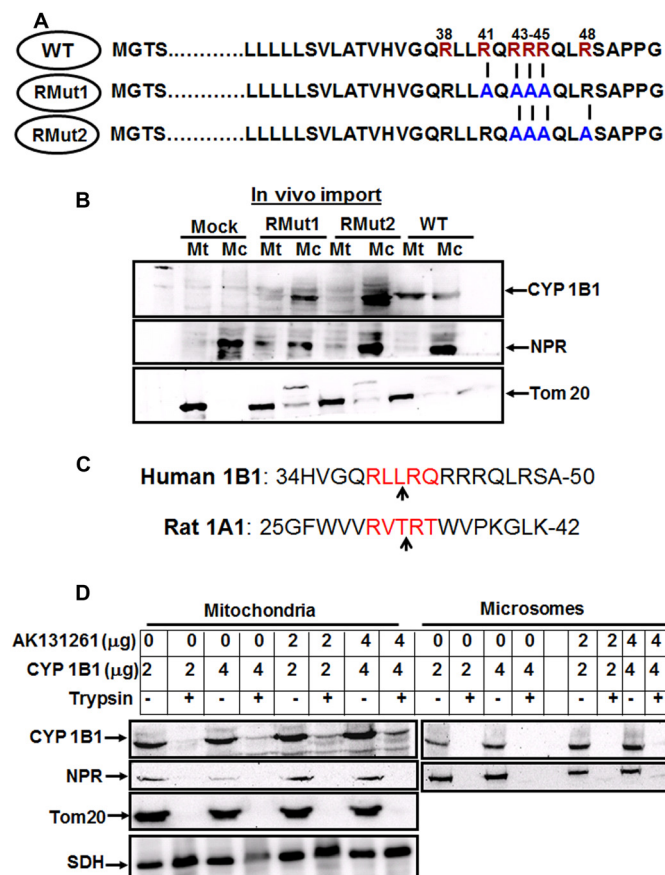 A
38 41 43-45 48
WT MGTS...........LLLLLSVLATVHVGQRLLRQRRRQLRSAPPG
RMut1 MGTS...........LLLLLSVLATVHVGQRLLAQAAAQLRSAPPG
RMut2 MGTS...........LLLLLSVLATVHVGQRLLRQAAAQLASAPPG
B
In vivo import
Mock RMut1 RMut2 WT
Mt Mc Mt Mc Mt Mc Mt Mc
CYP 1B1
NPR
Tom 20
C
Human 1B1: 34HVGQRLLRQRRRQLRSA-50
Rat 1A1: 25GFWVVRVTRTWVPKGLK-42
D
Mitochondria Microsomes
AK131261 (μg) 0 0 0 0 2 2 4 4 0 0 0 0 2 2 4 4
CYP 1B1 (μg) 2 2 4 4 2 2 4 4 2 2 4 4 2 2 4 4
Trypsin - + - + - + - + - + - + - + - +
CYP 1B1
NPR
Tom20
SDH